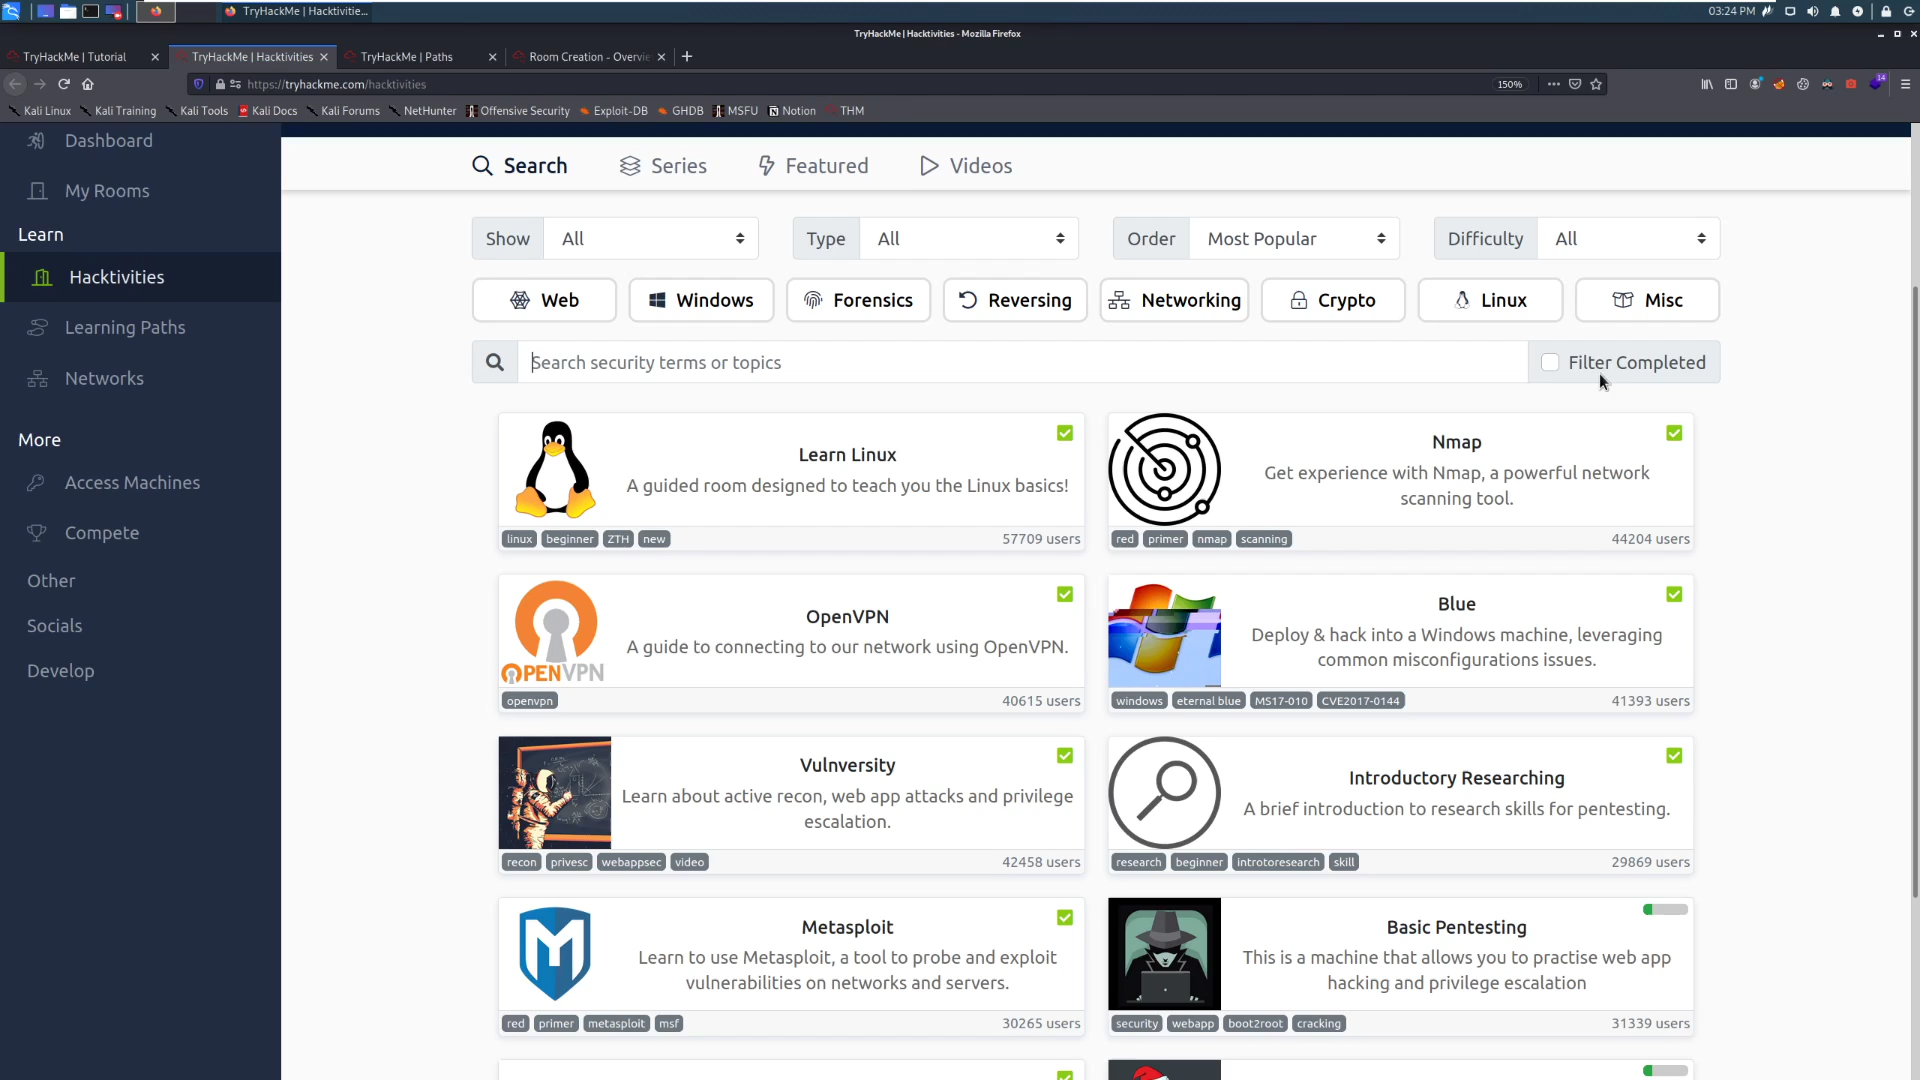 TryHackMe | Hacktivitie...
03:24 PM
TryHackMe | Hacktivities - Mozilla Firefox
TryHackMe | Tutorial
TryHackMe | Hacktivities
TryHackMe | Paths
Room Creation - Overvie
https://tryhackme.com/hacktivities
150%
14
Kali Linux
Kali Training
Kali Tools
Kali Docs
Kali Forums
NetHunter
Offensive Security
Exploit-DB
GHDB
MSFU
Notion
THM
Dashboard
My Rooms
Learn
Hacktivities
Learning Paths
Networks
More
Access Machines
Compete
Other
Socials
Develop
Search
Series
Featured
Videos
Show All
Type All
Order Most Popular
Difficulty All
Web
Windows
Forensics
Reversing
Networking
Crypto
Linux
Misc
Search security terms or topics
Filter Completed
Learn Linux
A guided room designed to teach you the Linux basics!
linux beginner ZTH new 57709 users
Nmap
Get experience with Nmap, a powerful network
scanning tool.
red primer nmap scanning 44204 users
OPENVPN
OpenVPN
A guide to connecting to our network using OpenVPN.
openvpn 40615 users
Blue
Deploy & hack into a Windows machine, leveraging
common misconfigurations issues.
windows eternal blue MS17-010 CVE2017-0144 41393 users
Vulnversity
Learn about active recon, web app attacks and privilege
escalation.
recon privesc webappsec video 42458 users
Introductory Researching
A brief introduction to research skills for pentesting.
research beginner introtoresearch skill 29869 users
Metasploit
Learn to use Metasploit, a tool to probe and exploit
vulnerabilities on networks and servers.
red primer metasploit msf 30265 users
Basic Pentesting
This is a machine that allows you to practise web app
hacking and privilege escalation
security webapp boot2root cracking 31339 users